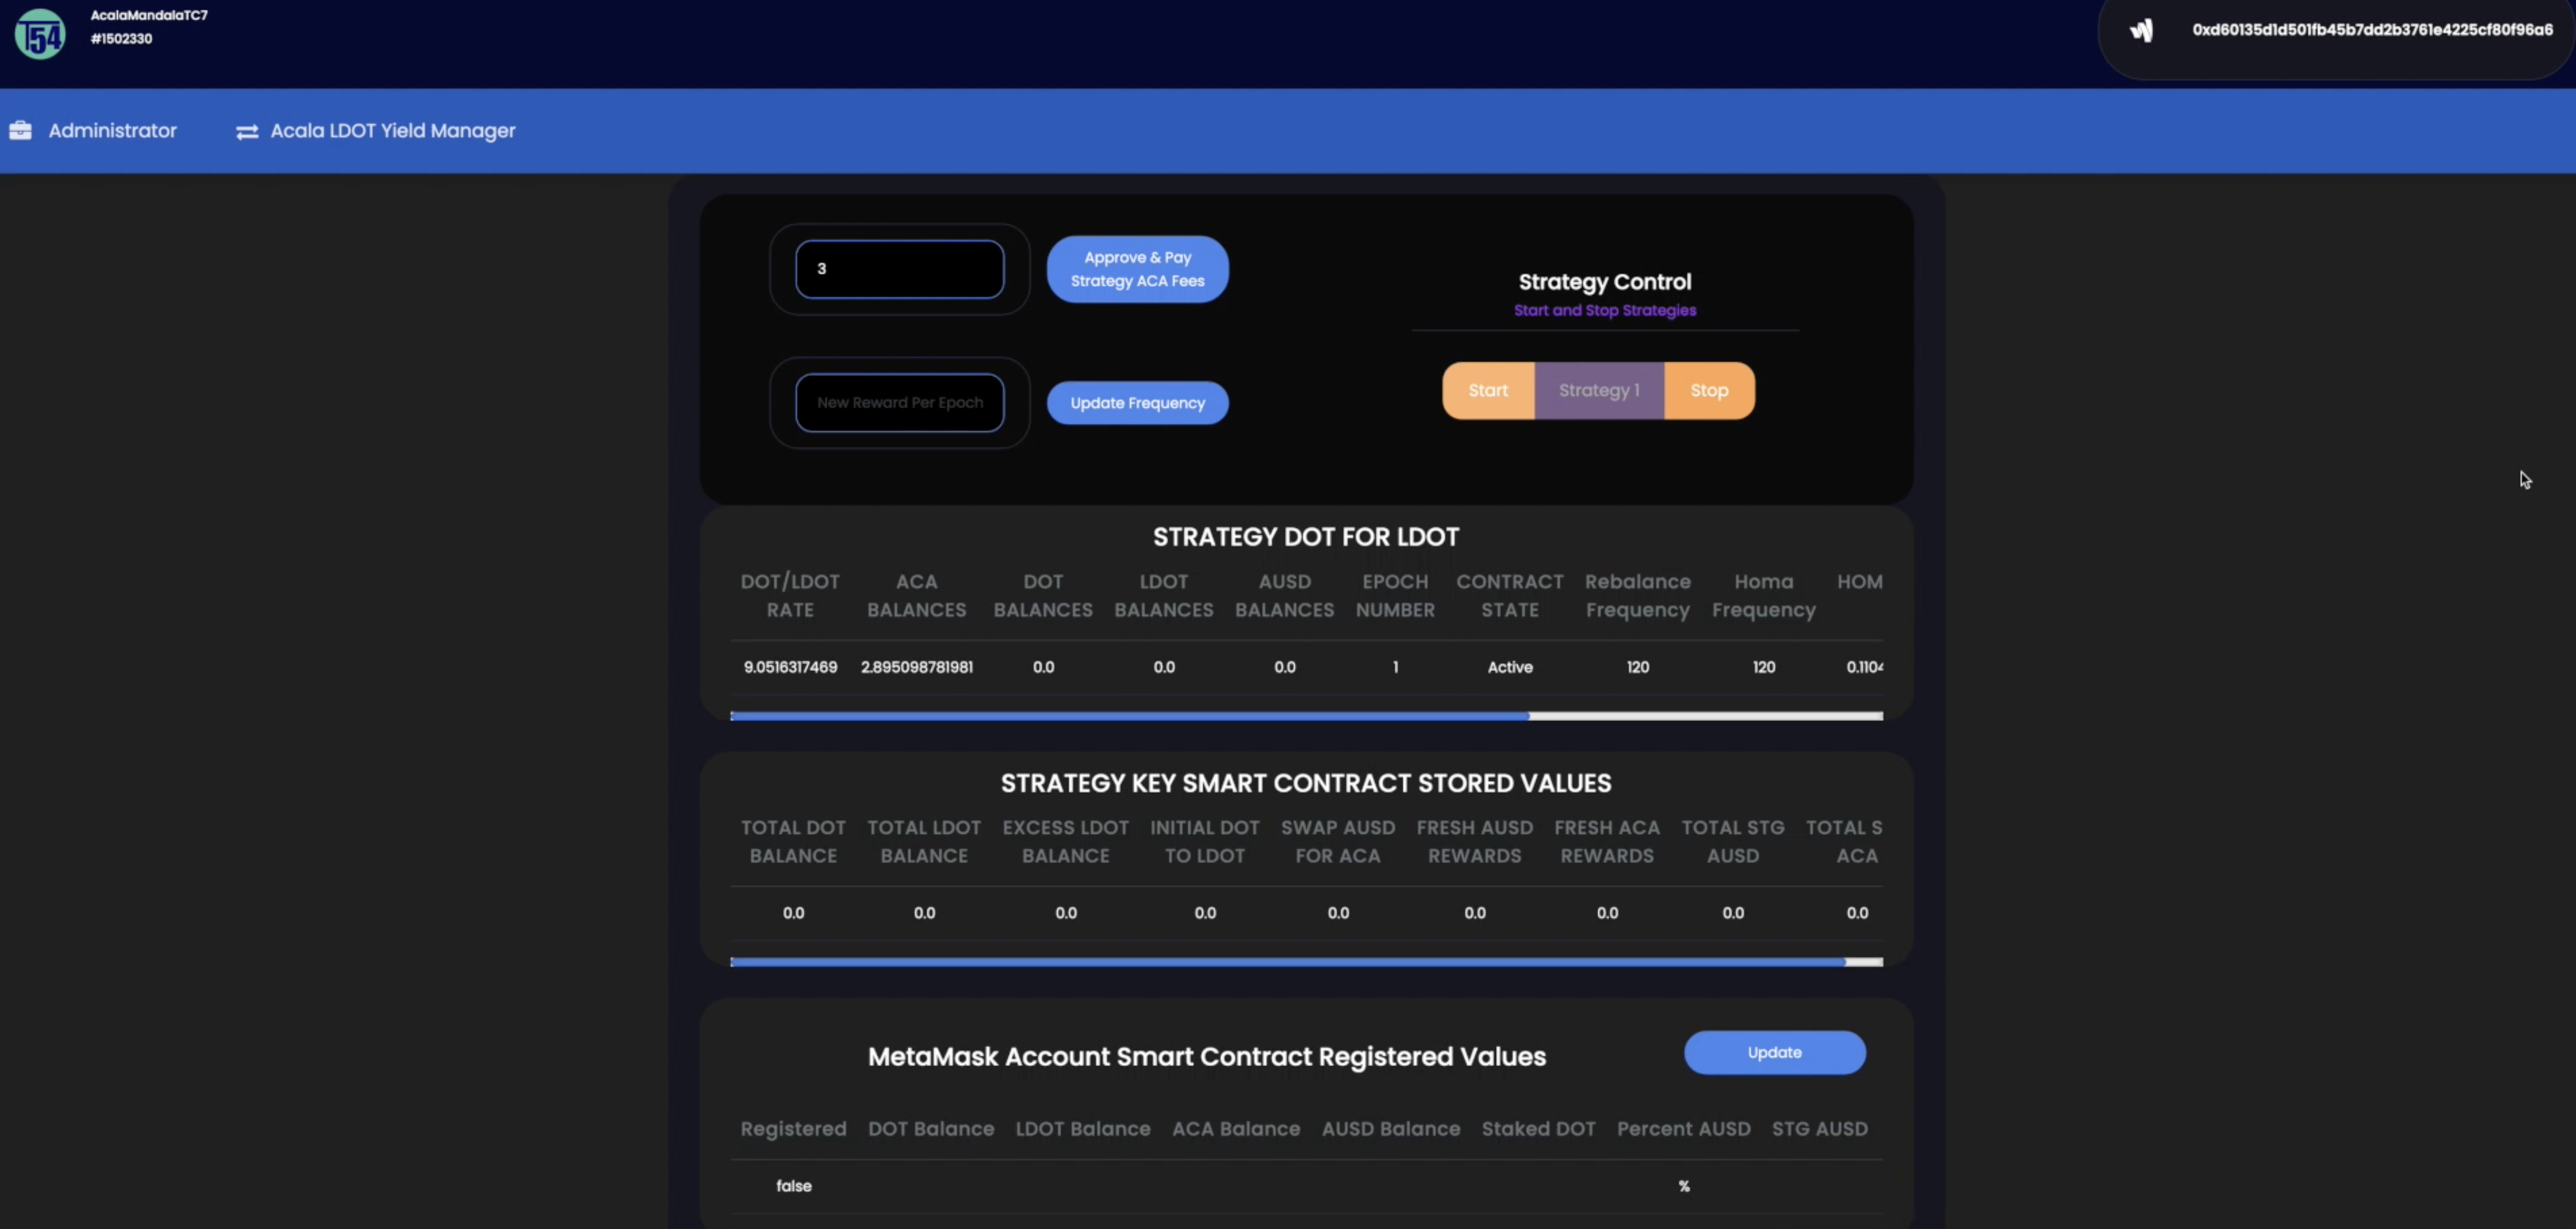 T54
AcalaMandalaTC7
#1502330
0xd60135d1d501fb45b7dd2b3761e4225cf80f96a6
Administrator
Acala LDOT Yield Manager
3
Approve & Pay
Strategy ACA Fees
Strategy Control
Start and Stop Strategies
New Reward Per Epoch
Update Frequency
Start
Strategy 1
Stop
STRATEGY DOT FOR LDOT
DOT/LDOT ACA DOT LDOT AUSD EPOCH CONTRACT Rebalance Homa HOM
RATE BALANCES BALANCES BALANCES BALANCES NUMBER STATE Frequency Frequency
9.0516317469 2.895098781981 0.0 0.0 0.0 1 Active 120 120 0.1104
STRATEGY KEY SMART CONTRACT STORED VALUES
TOTAL DOT TOTAL LDOT EXCESS LDOT INITIAL DOT SWAP AUSD FRESH AUSD FRESH ACA TOTAL STG TOTAL S
BALANCE BALANCE BALANCE TO LDOT FOR ACA REWARDS REWARDS AUSD ACA
0.0 0.0 0.0 0.0 0.0 0.0 0.0 0.0 0.0
MetaMask Account Smart Contract Registered Values
Update
Registered DOT Balance LDOT Balance ACA Balance AUSD Balance Staked DOT Percent AUSD STG AUSD
false %